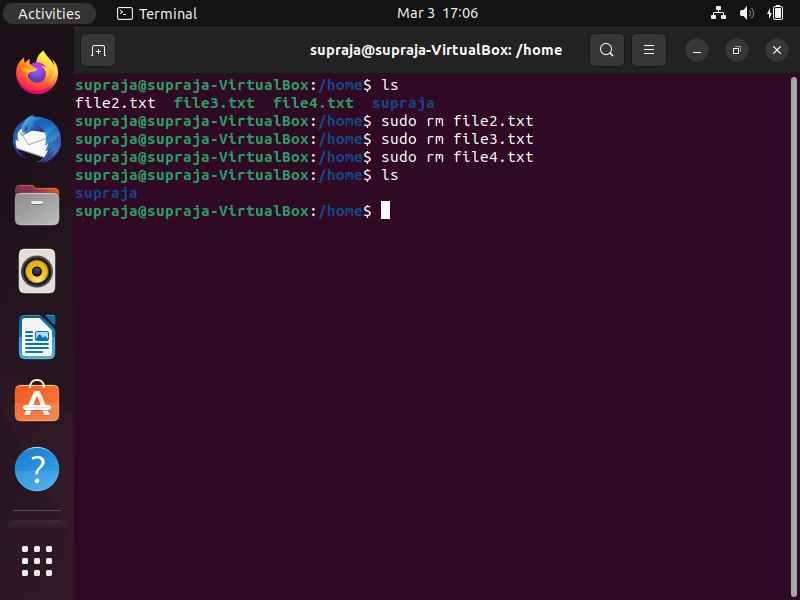 Activities Terminal Mar 3 17:06
supraja@supraja-VirtualBox: /home
supraja@supraja-VirtualBox:/home$ ls
file2.txt file3.txt file4.txt supraja
supraja@supraja-VirtualBox:/home$ sudo rm file2.txt
supraja@supraja-VirtualBox:/home$ sudo rm file3.txt
supraja@supraja-VirtualBox:/home$ sudo rm file4.txt
supraja@supraja-VirtualBox:/home$ ls
supraja
supraja@supraja-VirtualBox:/home$